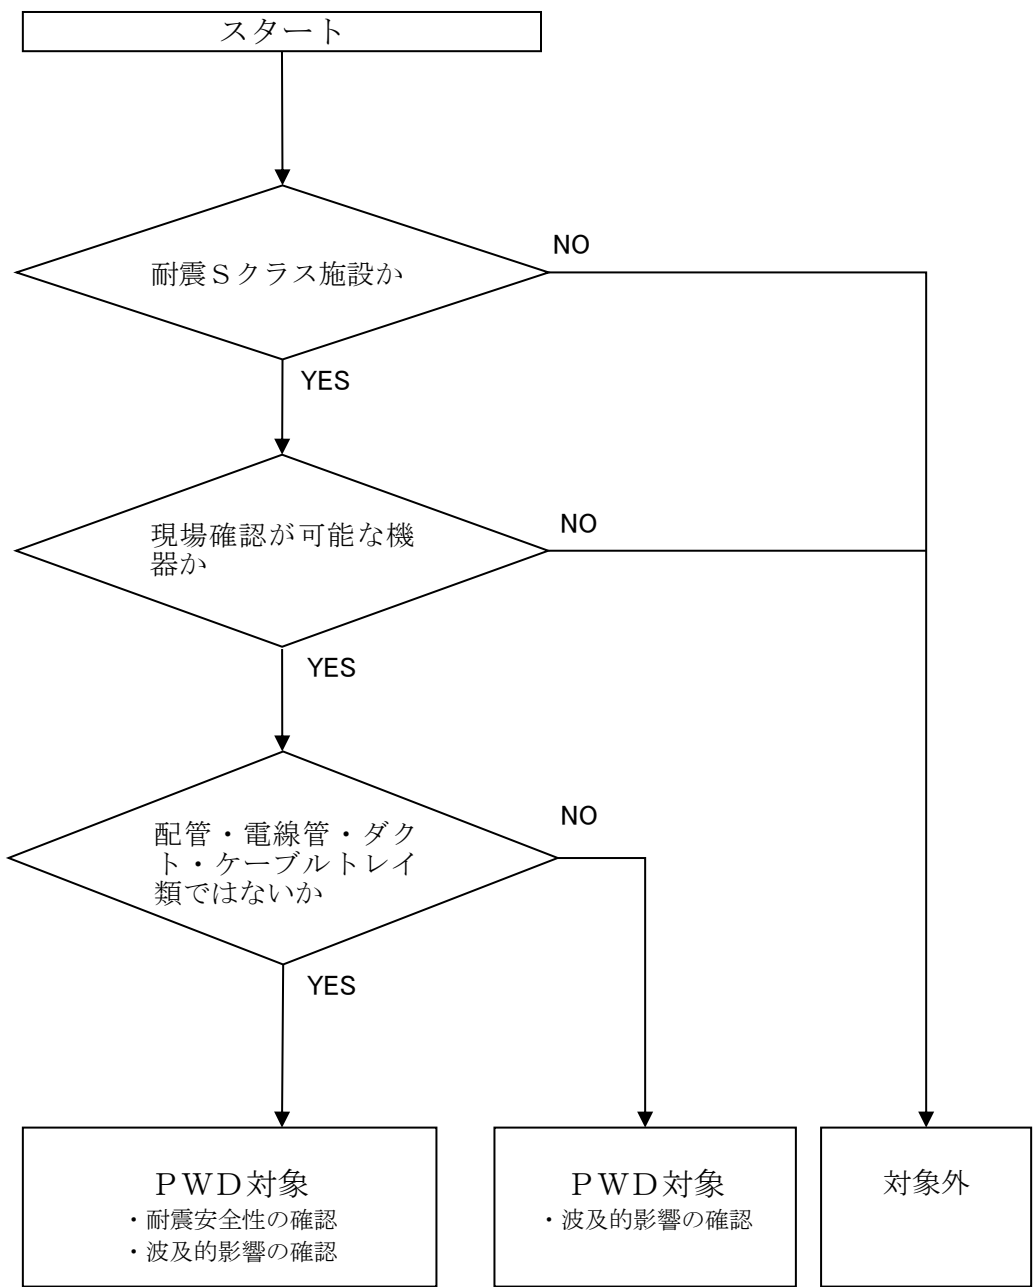 スタート
NO
耐震Sクラス施設か
YES
NO
現場確認が可能な機
器か
YES
NO
配管・電線管・ダク
ト・ケーブルトレイ
類ではないか
YES
PWD対象
・耐震安全性の確認
・波及的影響の確認
PWD対象
・波及的影響の確認
対象外